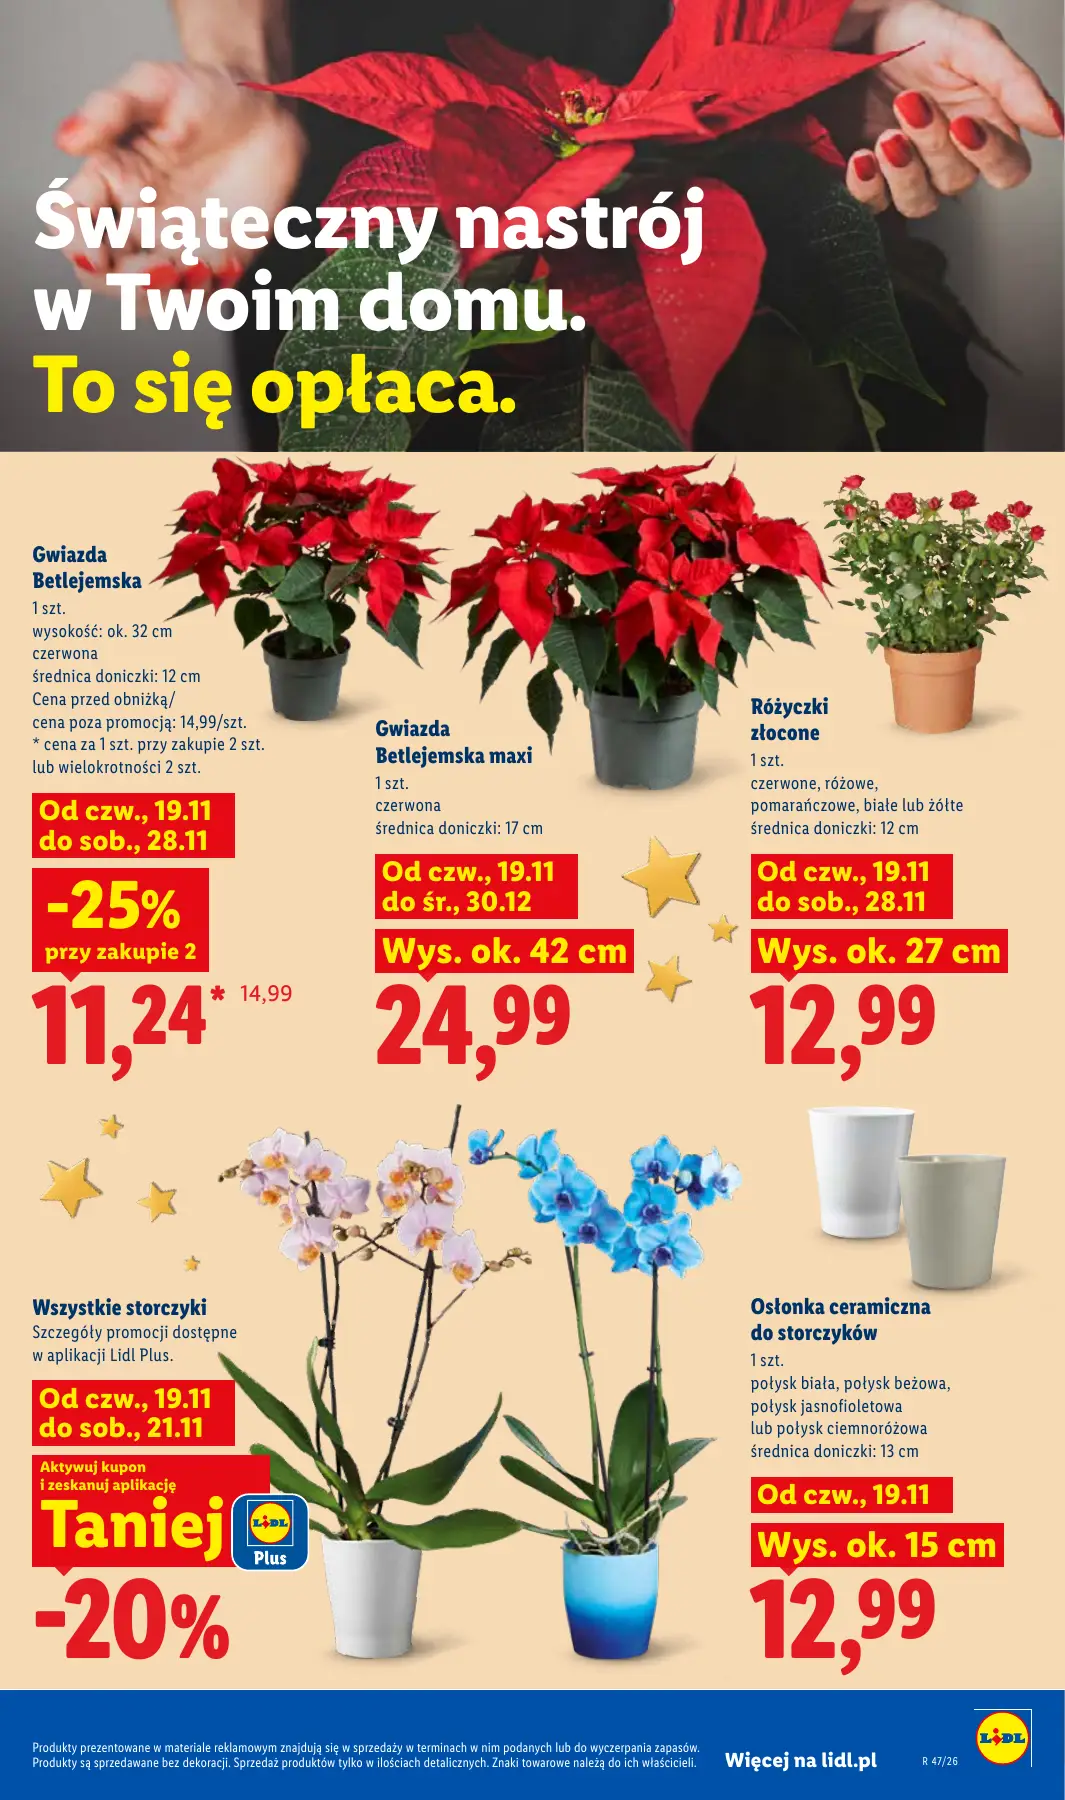 Świąteczny nastrój
w Twoim domu.
To się opłaca.
Gwiazda
Betlejemska
1 szt.
wysokość: ok. 32 cm
czerwona
średnica doniczki: 12 cm
Cena przed obniżką/
cena poza promocją: 14,99/szt.
* cena za 1 szt. przy zakupie 2 szt.
lub wielokrotności 2 szt.
Od czw., 19.11
do sob., 28.11
-25%
przy zakupie 2
11,24* 14,99
Gwiazda
Betlejemska maxi
1 szt.
czerwona
średnica doniczki: 17 cm
Od czw., 19.11
do śr., 30.12
Wys. ok. 42 cm
24,99
Różyczki
złocone
1 szt.
czerwone, różowe,
pomarańczowe, białe lub żółte
średnica doniczki: 12 cm
Od czw., 19.11
do sob., 28.11
Wys. ok. 27 cm
12,99
Wszystkie storczyki
Szczegóły promocji dostępne
w aplikacji Lidl Plus.
Od czw., 19.11
do sob., 21.11
Aktywuj kupon
i zeskanuj aplikację
Taniej
LIDL
Plus
-20%
Osłonka ceramiczna
do storczyków
1 szt.
połysk biała, połysk beżowa,
połysk jasnofioletowa
lub połysk ciemnoróżowa
średnica doniczki: 13 cm
Od czw., 19.11
Wys. ok. 15 cm
12,99
Produkty prezentowane w materiale reklamowym znajdują się w sprzedaży w terminach w nim podanych lub do wyczerpania zapasów.
Produkty są sprzedawane bez dekoracji. Sprzedaż produktów tylko w ilościach detalicznych. Znaki towarowe należą do ich właścicieli.
Więcej na lidl.pl
R 47/26
LIDL